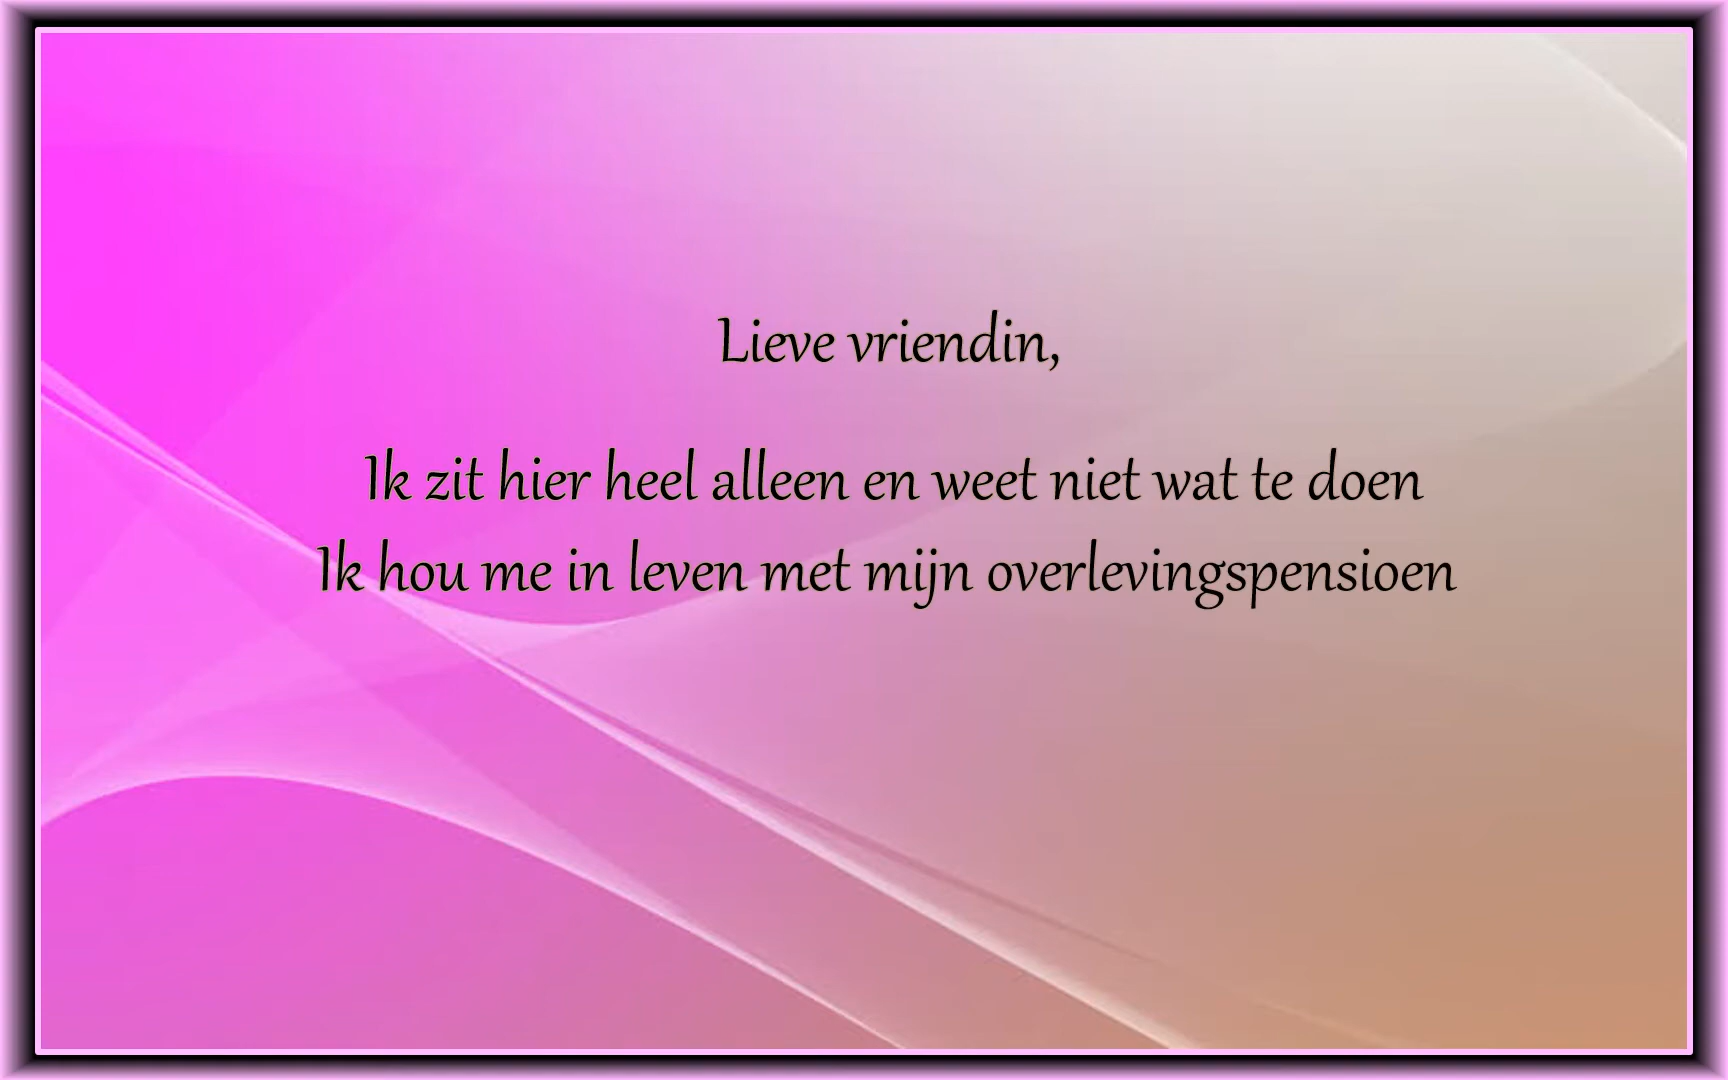 Lieve vriendin,
Ik zit hier heel alleen en weet niet wat te doen
Ik hou me in leven met mijn overlevingspensioen